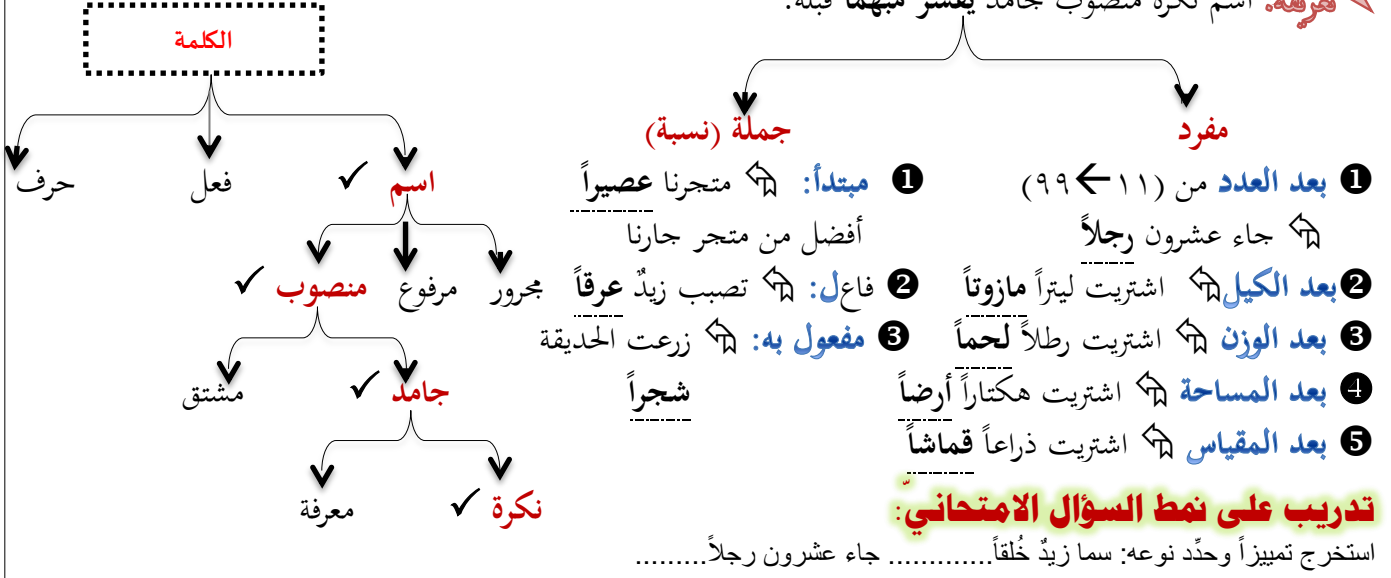 تعريفه: اسم نكرة منصوب جامد يفسّر مبهماً قبله.
مفرد
جملة (نسبة)
❶ بعد العدد من (١١ ← ٩٩)
جاء عشرون رجلاً
❷ بعد الكيل اشتريت ليتراً مازوتاً
❸ بعد الوزن اشتريت رطلاً لحماً
❹ بعد المساحة اشتريت هكتاراً أرضاً
❺ بعد المقياس اشتريت ذراعاً قماشاً
❶ مبتدأ: متجرنا عصيراً
أفضل من متجر جارنا
❷ فاعل: تصبب زيدٌ عرقاً
❸ مفعول به: زرعت الحديقة
شجراً
الكلمة
اسم ✓ فعل حرف
مجرور مرفوع منصوب ✓
جامد ✓ مشتق
نكرة ✓ معرفة
تدريب على نمط السؤال الامتحانيّ:
استخرج تمييزاً وحدِّد نوعه: سما زيدٌ خُلقاً............. جاء عشرون رجلاً.........